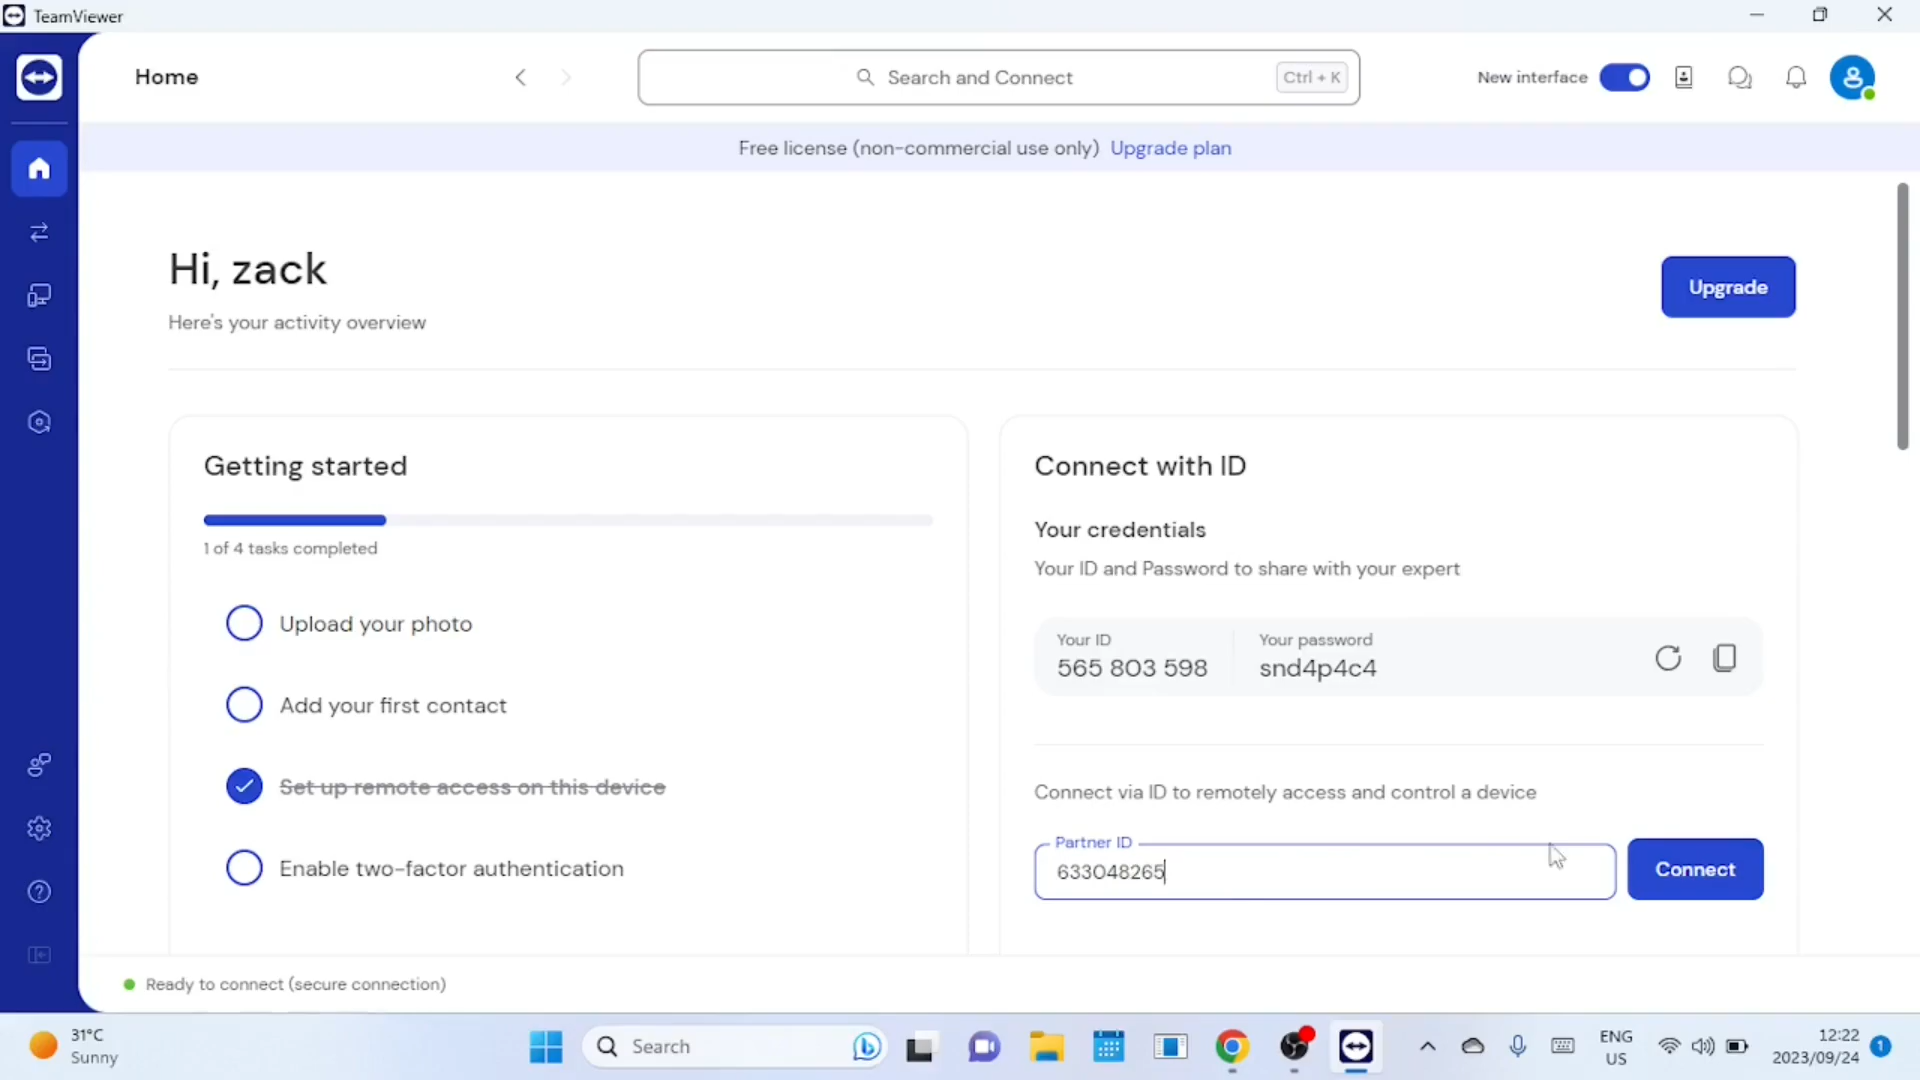 TeamViewer
Home
Search and Connect
Ctrl + K
New interface
Free license (non-commercial use only) Upgrade plan
Hi, zack
Here's your activity overview
Upgrade
Getting started
1 of 4 tasks completed
Upload your photo
Add your first contact
Set up remote access on this device
Enable two-factor authentication
Connect with ID
Your credentials
Your ID and Password to share with your expert
Your ID
565 803 598
Your password
snd4p4c4
Connect via ID to remotely access and control a device
Partner ID
633048265
Connect
Ready to connect (secure connection)
31°C
Sunny
Search
ENG
US
12:22
2023/09/24
1